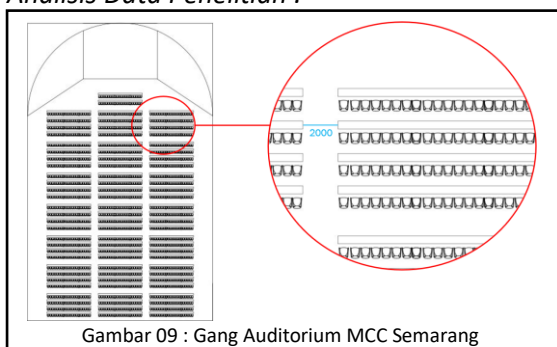 Analisis Data Penelitian :
2000
Gambar 09 : Gang Auditorium MCC Semarang